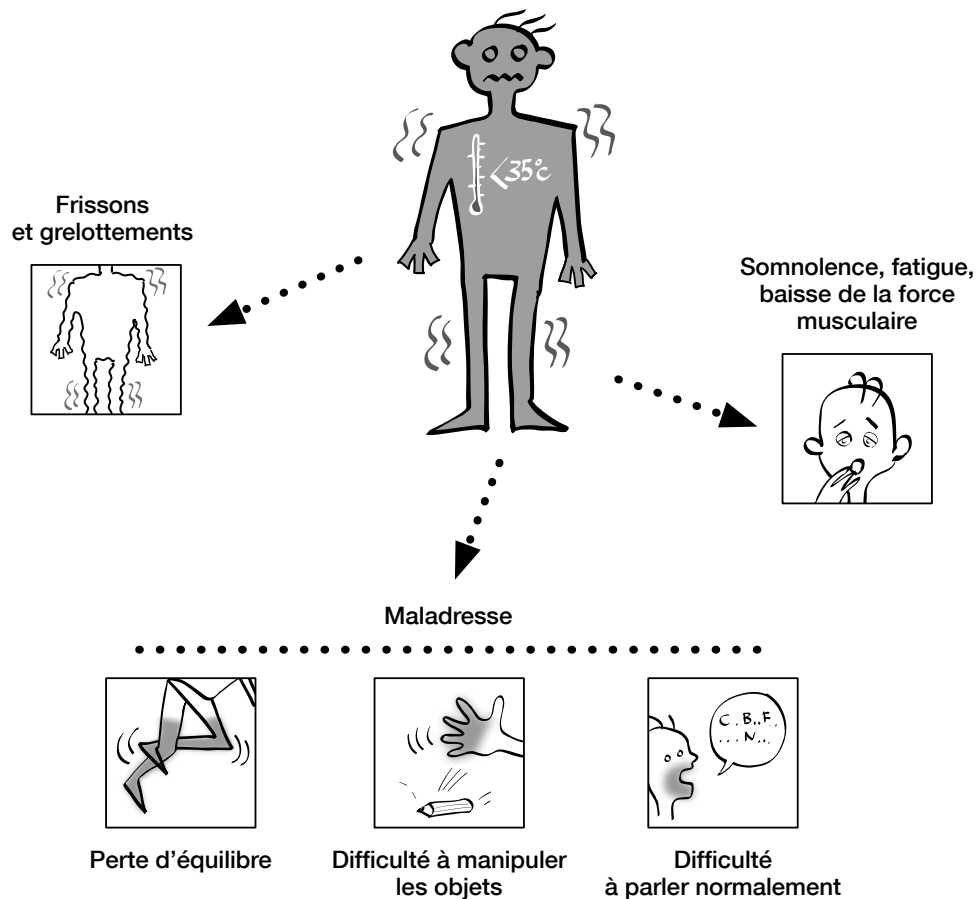 <35°c
Frissons
et grelottements
Somnolence, fatigue,
baisse de la force
musculaire
Maladresse
C..B..F..
...N..
Perte d'équilibre
Difficulté à manipuler
les objets
Difficulté
à parler normalement